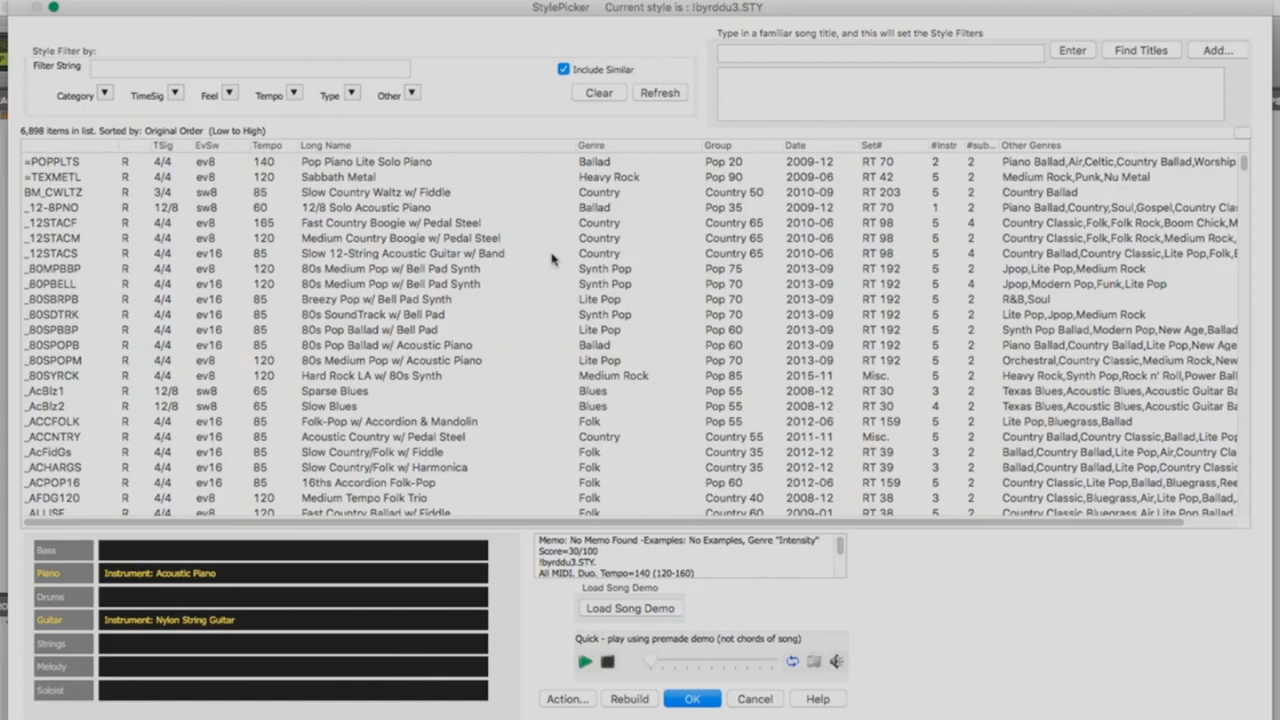 StylePicker Current style is : !byrddu3.STY
Type in a familiar song title, and this will set the Style Filters
Style Filter by:
Filter String
Include Similar
Enter Find Titles Add...
Category TimeSig Feel Tempo Type Other
Clear Refresh
6,898 items in list. Sorted by: Original Order (Low to High)
TSig EvSw Tempo Long Name Genre Group Date Set# #Instr #sub... Other Genres
=POPPLTS R 4/4 ev8 140 Pop Piano Lite Solo Piano Ballad Pop 20 2009-12 RT 70 2 2 Piano Ballad,Air,Celtic,Country Ballad,Worship
=TEXMETL R 4/4 ev8 120 Sabbath Metal Heavy Rock Pop 90 2009-06 RT 42 5 2 Medium Rock,Punk,Nu Metal
BM_CWLTZ R 3/4 sw8 85 Slow Country Waltz w/ Fiddle Country Country 50 2010-09 RT 203 5 2 Country Ballad
_12-8PNO R 12/8 sw8 60 12/8 Solo Acoustic Piano Ballad Pop 35 2009-12 RT 70 1 2 Piano Ballad,Country,Soul,Gospel,Country Cla
_12STACF R 4/4 ev8 165 Fast Country Boogie w/ Pedal Steel Country Country 65 2010-06 RT 98 5 4 Country Classic,Folk,Folk Rock,Boom Chick,M
_12STACM R 4/4 ev8 120 Medium Country Boogie w/ Pedal Steel Country Country 65 2010-06 RT 98 5 4 Country Classic,Folk,Folk Rock,Medium Rock,
_12STACS R 4/4 ev16 85 Slow 12-String Acoustic Guitar w/ Band Country Country 65 2010-06 RT 98 5 4 Country Ballad,Country Classic,Lite Pop,Folk,
_80MPBBP R 4/4 ev8 120 80s Medium Pop w/ Bell Pad Synth Synth Pop Pop 75 2013-09 RT 192 5 2 Jpop,Lite Pop,Medium Rock
_80PBELL R 4/4 ev8 120 80s Medium Pop w/ Bell Pad Synth Synth Pop Pop 70 2013-09 RT 192 5 4 Jpop,Modern Pop,Funk,Lite Pop
_80SBRPB R 4/4 ev16 85 Breezy Pop w/ Bell Pad Synth Lite Pop Pop 70 2013-09 RT 192 5 2 R&B,Soul
_80SDTRK R 4/4 ev16 85 80s SoundTrack w/ Bell Pad Synth Pop Pop 70 2013-09 RT 192 5 2 Lite Pop,Jpop,Medium Rock
_80SPBBP R 4/4 ev16 85 80s Pop Ballad w/ Bell Pad Lite Pop Pop 60 2013-09 RT 192 5 2 Synth Pop Ballad,Modern Pop,New Age,Ballad
_80SPOPB R 4/4 ev16 85 80s Pop Ballad w/ Acoustic Piano Ballad Pop 60 2013-09 RT 192 5 2 Piano Ballad,Country Ballad,Lite Pop,New Age
_80SPOPM R 4/4 ev8 120 80s Medium Pop w/ Acoustic Piano Lite Pop Pop 70 2013-09 RT 192 5 2 Orchestral,Country Classic,Medium Rock,New
_80SYRCK R 4/4 ev8 120 Hard Rock LA w/ 80s Synth Medium Rock Pop 85 2015-11 Misc. 5 2 Heavy Rock,Synth Pop,Rock n' Roll,Power Ball
_AcBlz1 R 12/8 sw8 65 Sparse Blues Blues Pop 55 2008-12 RT 30 3 2 Texas Blues,Acoustic Blues,Acoustic Guitar Ba
_AcBlz2 R 12/8 sw8 65 Slow Blues Blues Pop 55 2008-12 RT 30 4 2 Texas Blues,Acoustic Blues,Acoustic Guitar Ba
_ACCFOLK R 4/4 ev16 85 Folk-Pop w/ Accordion & Mandolin Folk Pop 55 2012-06 RT 159 5 2 Lite Pop,Bluegrass,Ballad
_ACCNTRY R 4/4 ev16 85 Acoustic Country w/ Pedal Steel Country Country 55 2011-11 Misc. 5 2 Country Ballad,Country Classic,Ballad,Lite Pop
_AcFidGs R 4/4 ev16 85 Slow Country/Folk w/ Fiddle Folk Country 35 2012-12 RT 39 3 2 Ballad,Country Ballad,Lite Pop,Air,Country Cla
_ACHARGS R 4/4 ev16 85 Slow Country/Folk w/ Harmonica Folk Country 35 2012-12 RT 39 3 2 Country Ballad,Ballad,Lite Pop,Country Classic
_ACPOP16 R 4/4 ev16 85 16ths Accordion Folk-Pop Folk Pop 60 2012-06 RT 159 5 2 Country Classic,Lite Pop,Ballad,Bluegrass,Ree
_AFDG120 R 4/4 ev8 120 Medium Tempo Folk Trio Folk Country 40 2008-12 RT 38 3 2 Country Classic,Bluegrass,Air,Lite Pop,Ballad,
_ALLISF R 4/4 ev8 120 Fast Country Ballad w/ Fiddle Folk Country 40 2009-01 RT 38 5 2 Country Classic,Bluegrass,Air,Lite Pop,Ballad
Bass
Piano Instrument: Acoustic Piano
Drums
Guitar Instrument: Nylon String Guitar
Strings
Melody
Soloist
Memo: No Memo Found -Examples: No Examples, Genre "Intensity"
Score=30/100
!byrddu3.STY.
All MIDI. Duo. Tempo=140 (120-160)
Load Song Demo
Load Song Demo
Quick - play using premade demo (not chords of song)
Action... Rebuild OK Cancel Help